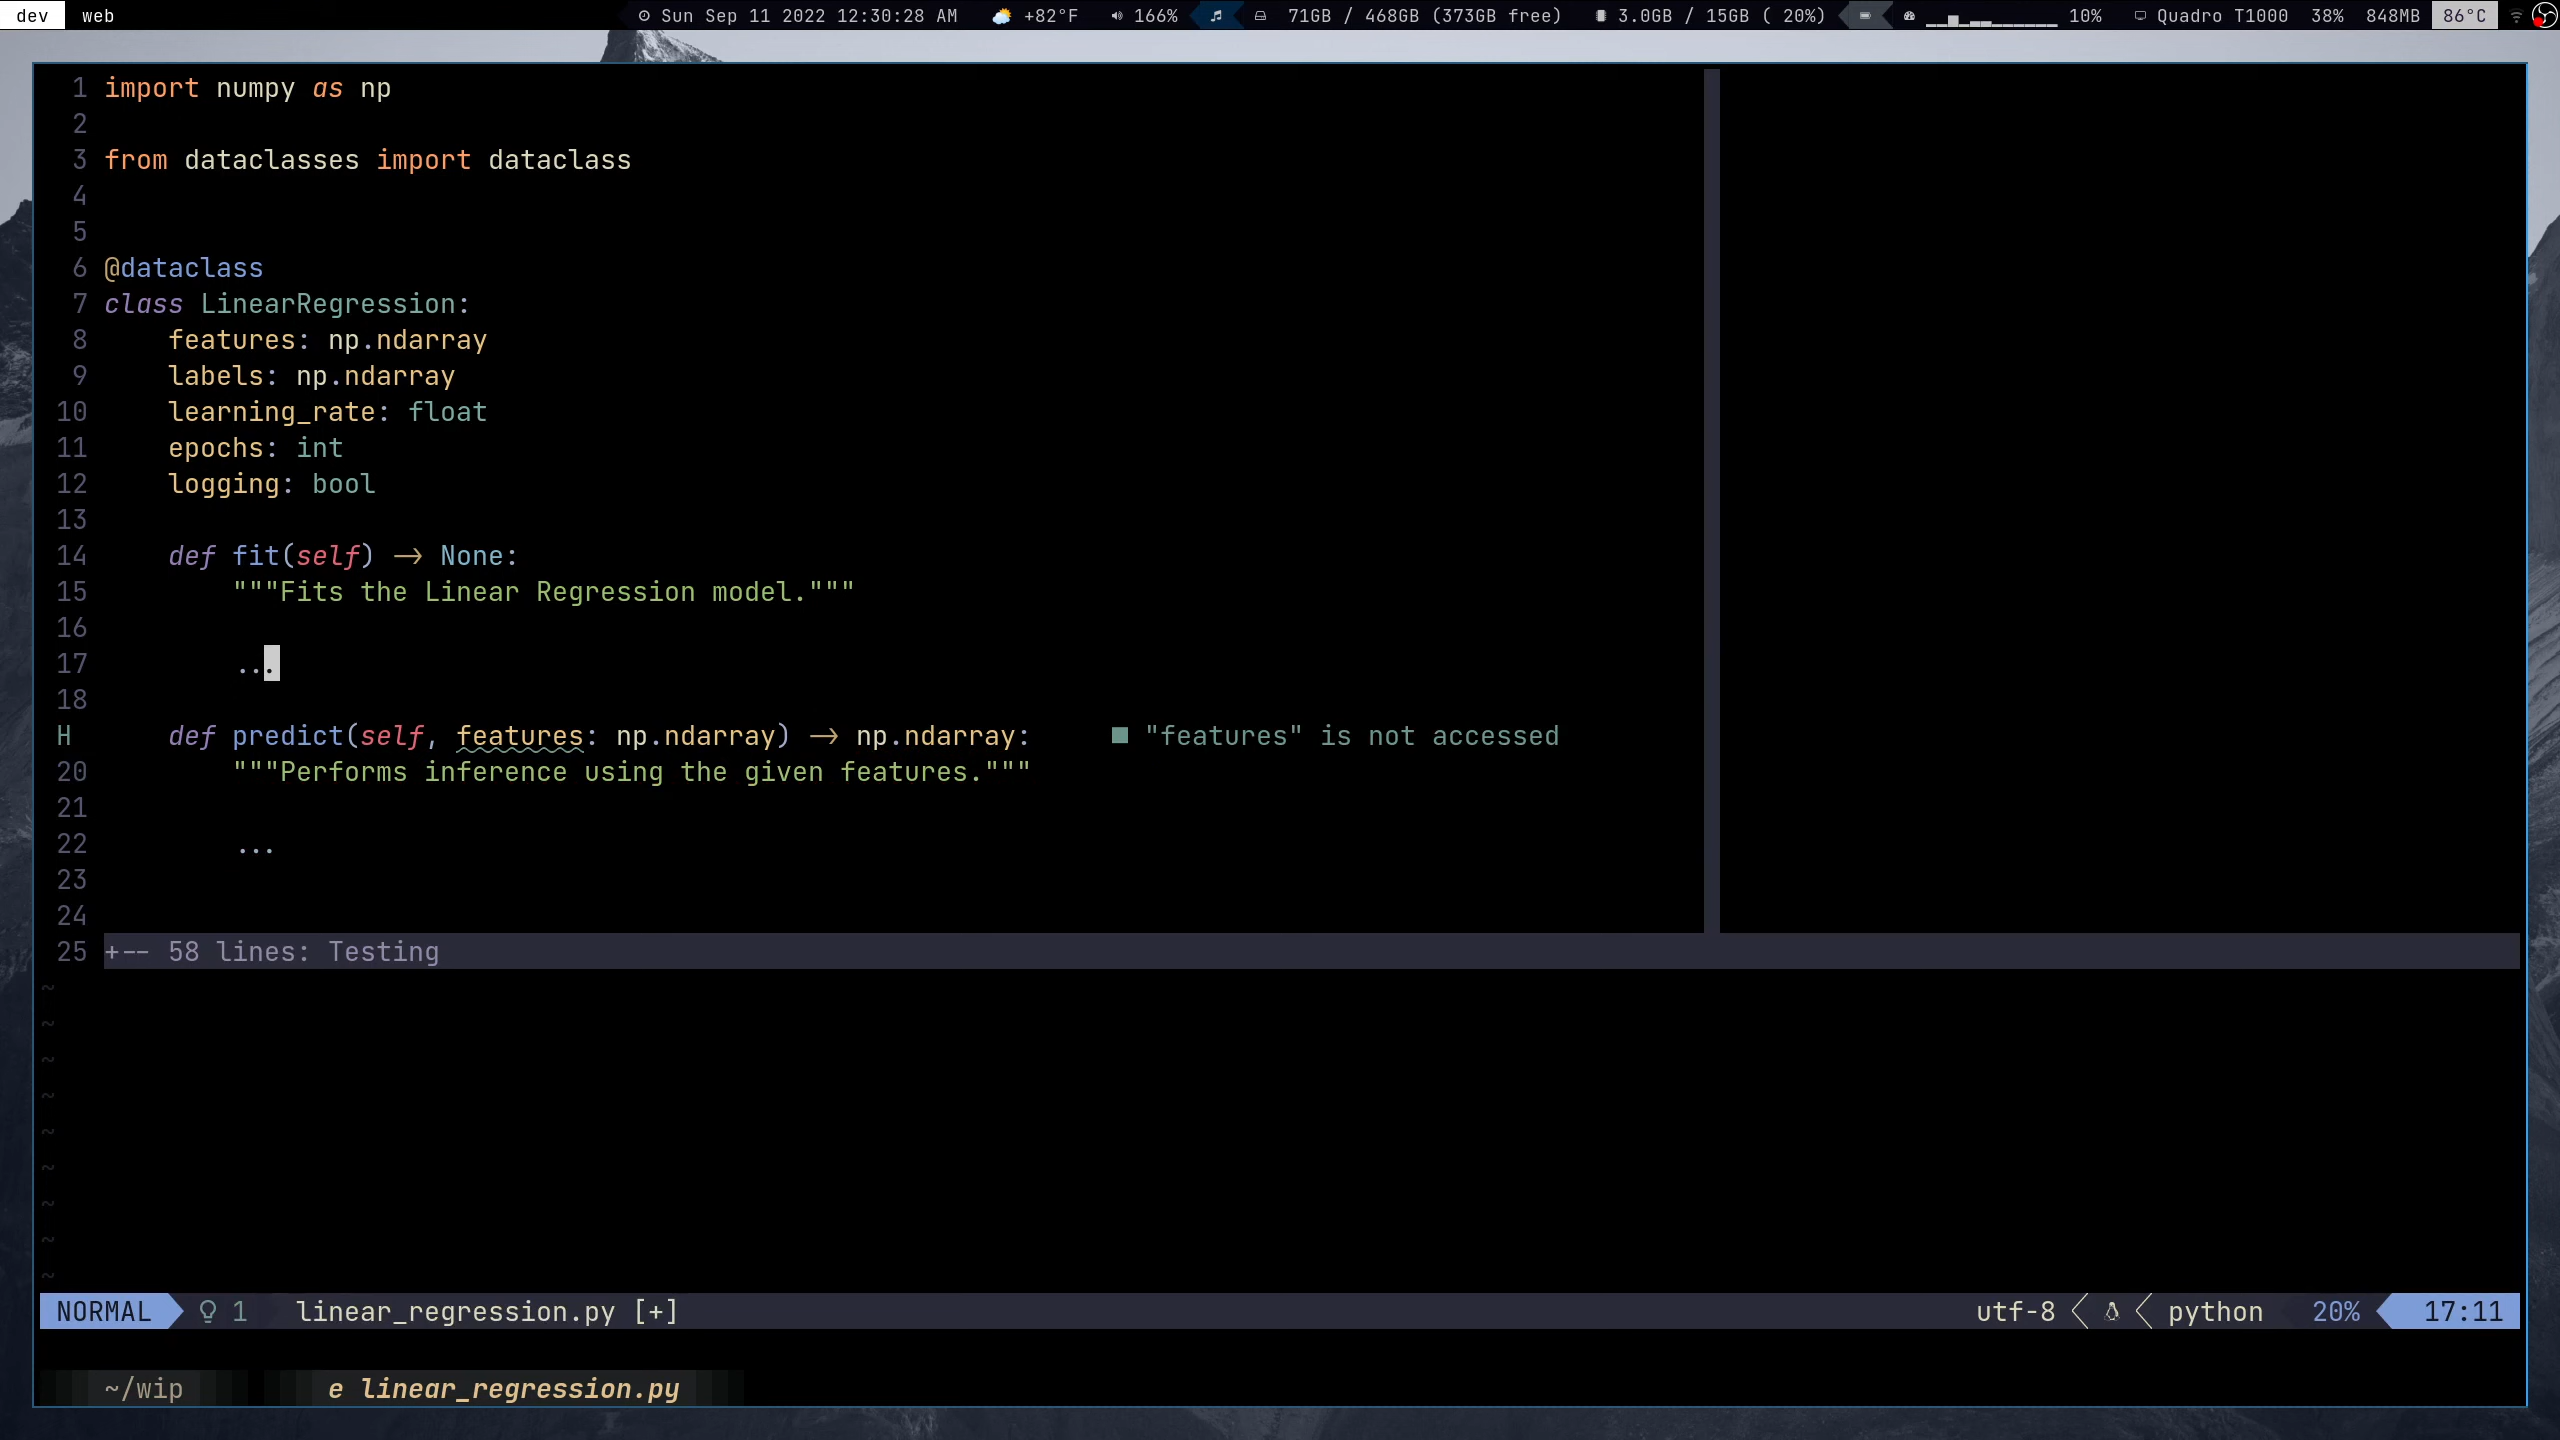 dev web Sun Sep 11 2022 12:30:28 AM +82°F 166% 71GB / 468GB (373GB free) 3.0GB / 15GB ( 20%) 10% Quadro T1000 38% 848MB 86°C
1 import numpy as np
2
3 from dataclasses import dataclass
4
5
6 @dataclass
7 class LinearRegression:
8 features: np.ndarray
9 labels: np.ndarray
10 learning_rate: float
11 epochs: int
12 logging: bool
13
14 def fit(self) -> None:
15 """Fits the Linear Regression model."""
16
17 ...
18
H def predict(self, features: np.ndarray) -> np.ndarray: ■ "features" is not accessed
20 """Performs inference using the given features."""
21
22 ...
23
24
25 +-- 58 lines: Testing
~
~
~
~
~
~
~
~
~
NORMAL 1 linear_regression.py [+] utf-8 python 20% 17:11
~/wip e linear_regression.py